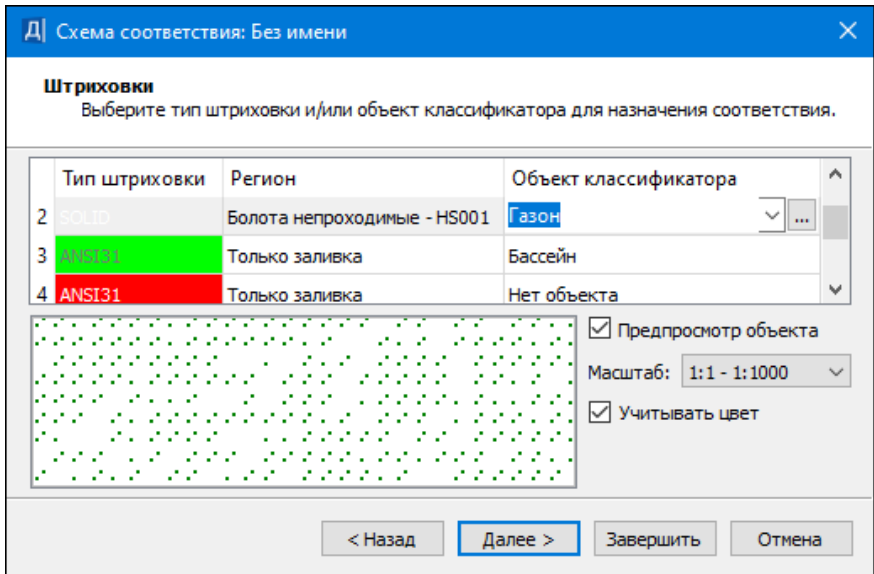 Д Схема соответствия: Без имени
Штриховки
Выберите тип штриховки и/или объект классификатора для назначения соответствия.
Тип штриховки Регион Объект классификатора
2 SOLID Болота непроходимые - HS001 Газон ...
3 ANSI31 Только заливка Бассейн
4 ANSI31 Только заливка Нет объекта
Предпросмотр объекта
Масштаб: 1:1 - 1:1000
Учитывать цвет
< Назад Далее > Завершить Отмена